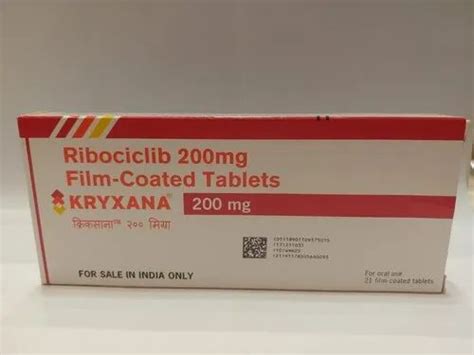 Ribociclib 200mg
Film-Coated Tablets
KRYXANA® 200 mg
क्रिक्साना™ २०० मिग्रा
FOR SALE IN INDIA ONLY
For oral use
21 film-coated tablets